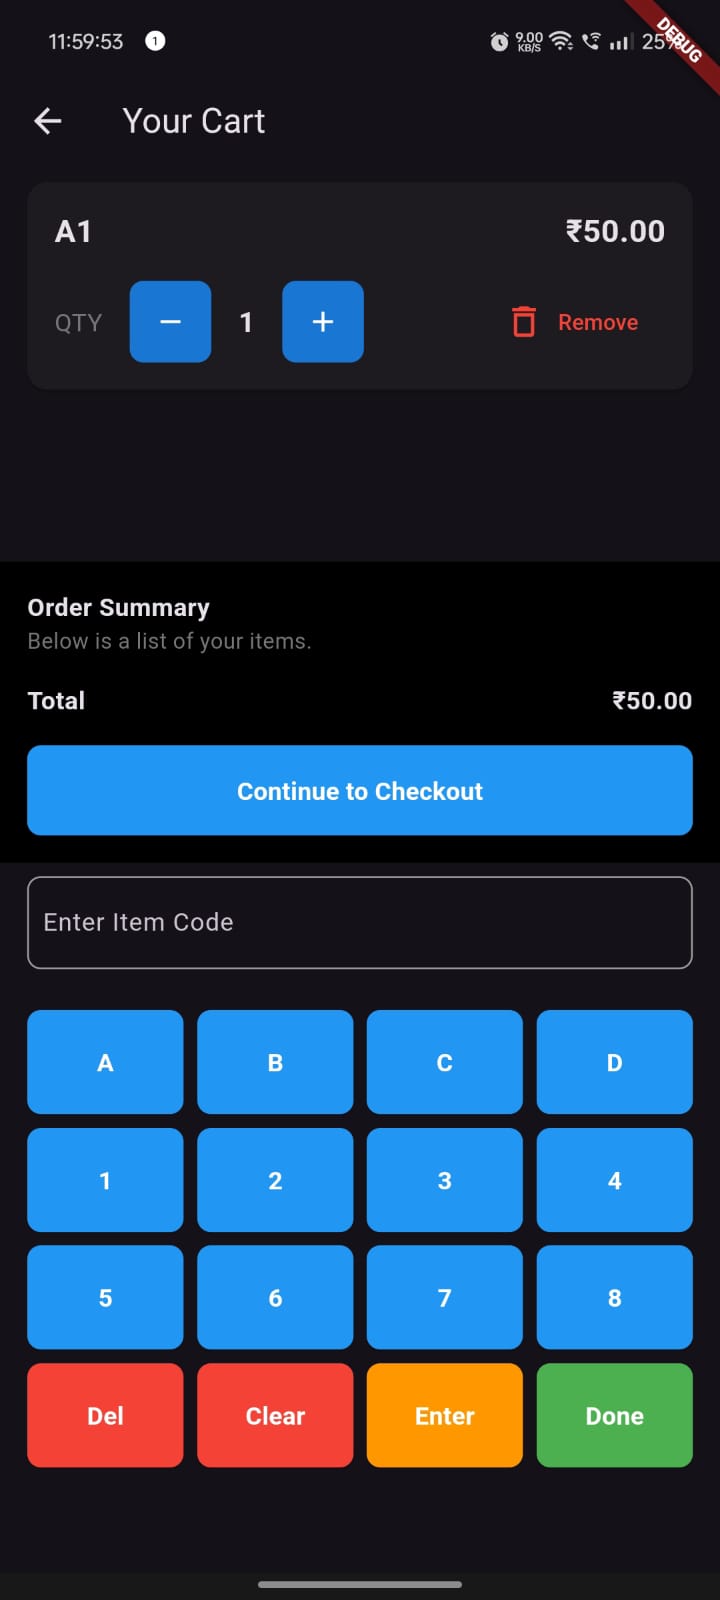 11:59:53 1 9.00 KB/S 25%
DEBUG
Your Cart
A1 ₹50.00
QTY − 1 + Remove
Order Summary
Below is a list of your items.
Total ₹50.00
Continue to Checkout
Enter Item Code
A B C D
1 2 3 4
5 6 7 8
Del Clear Enter Done